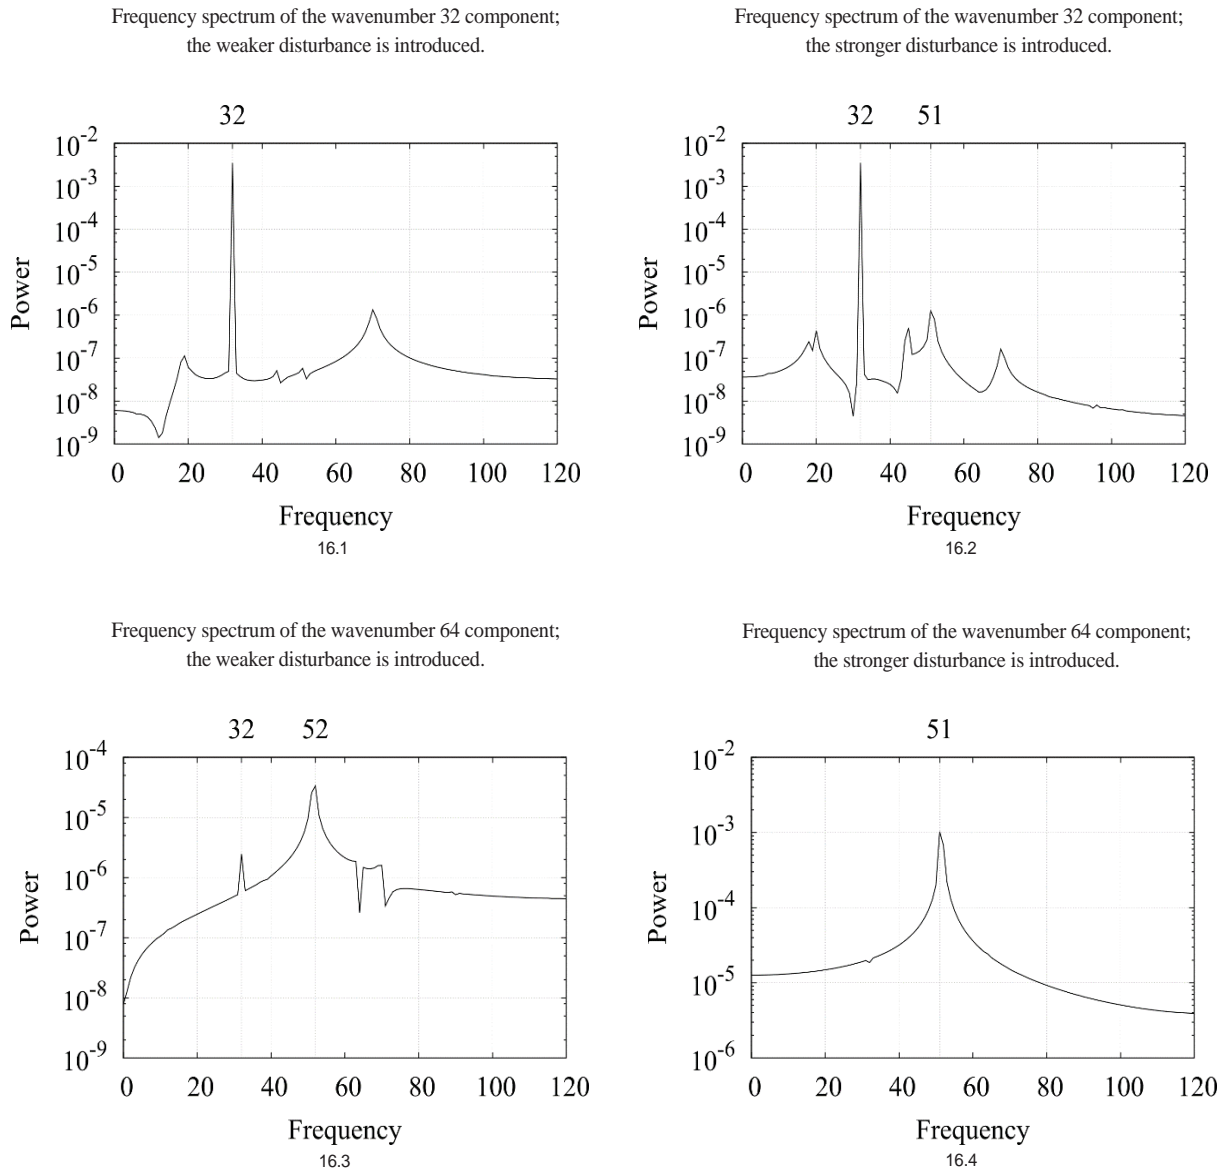 Frequency spectrum of the wavenumber 32 component;
the weaker disturbance is introduced.
32
10-2
10-3
10-4
10-5
10-6
10-7
10-8
10-9
Power
0 20 40 60 80 100 120
Frequency
16.1
Frequency spectrum of the wavenumber 32 component;
the stronger disturbance is introduced.
32 51
10-2
10-3
10-4
10-5
10-6
10-7
10-8
10-9
Power
0 20 40 60 80 100 120
Frequency
16.2
Frequency spectrum of the wavenumber 64 component;
the weaker disturbance is introduced.
32 52
10-4
10-5
10-6
10-7
10-8
10-9
Power
0 20 40 60 80 100 120
Frequency
16.3
Frequency spectrum of the wavenumber 64 component;
the stronger disturbance is introduced.
51
10-2
10-3
10-4
10-5
10-6
Power
0 20 40 60 80 100 120
Frequency
16.4